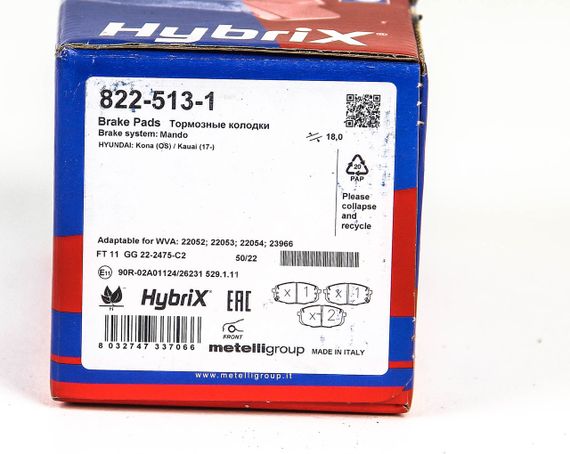 HybriX®
822-513-1
Brake Pads Тормозные колодки
Brake system: Mando
HYUNDAI: Kona (OS) / Kauai (17-)
18,0
20
PAP
Please
collapse
and
recycle
Adaptable for WVA: 22052; 22053; 22054; 23966
FT 11 GG 22-2475-C2 50/22
E11 90R-02A01124/26231 529.1.11
HybriX EAC
x 1 x 1
x 2
N
FRONT
8 032747 337066
metelligroup MADE IN ITALY
www.metelligroup.it